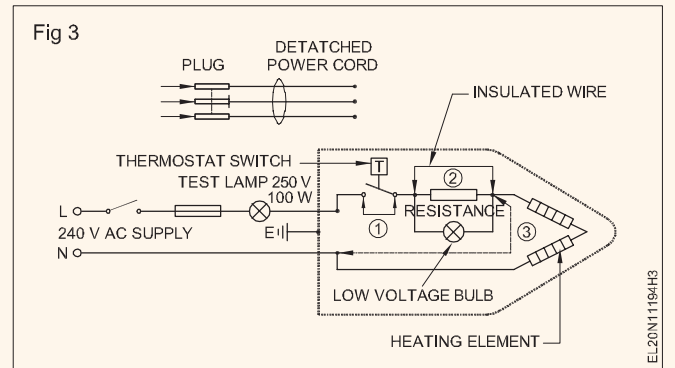 Fig 3
DETATCHED
POWER CORD
PLUG
INSULATED WIRE
THERMOSTAT SWITCH
T
TEST LAMP 250 V
100 W
2
RESISTANCE
L
1
3
E
240 V AC SUPPLY
N
LOW VOLTAGE BULB
HEATING ELEMENT
EL20N11194H3